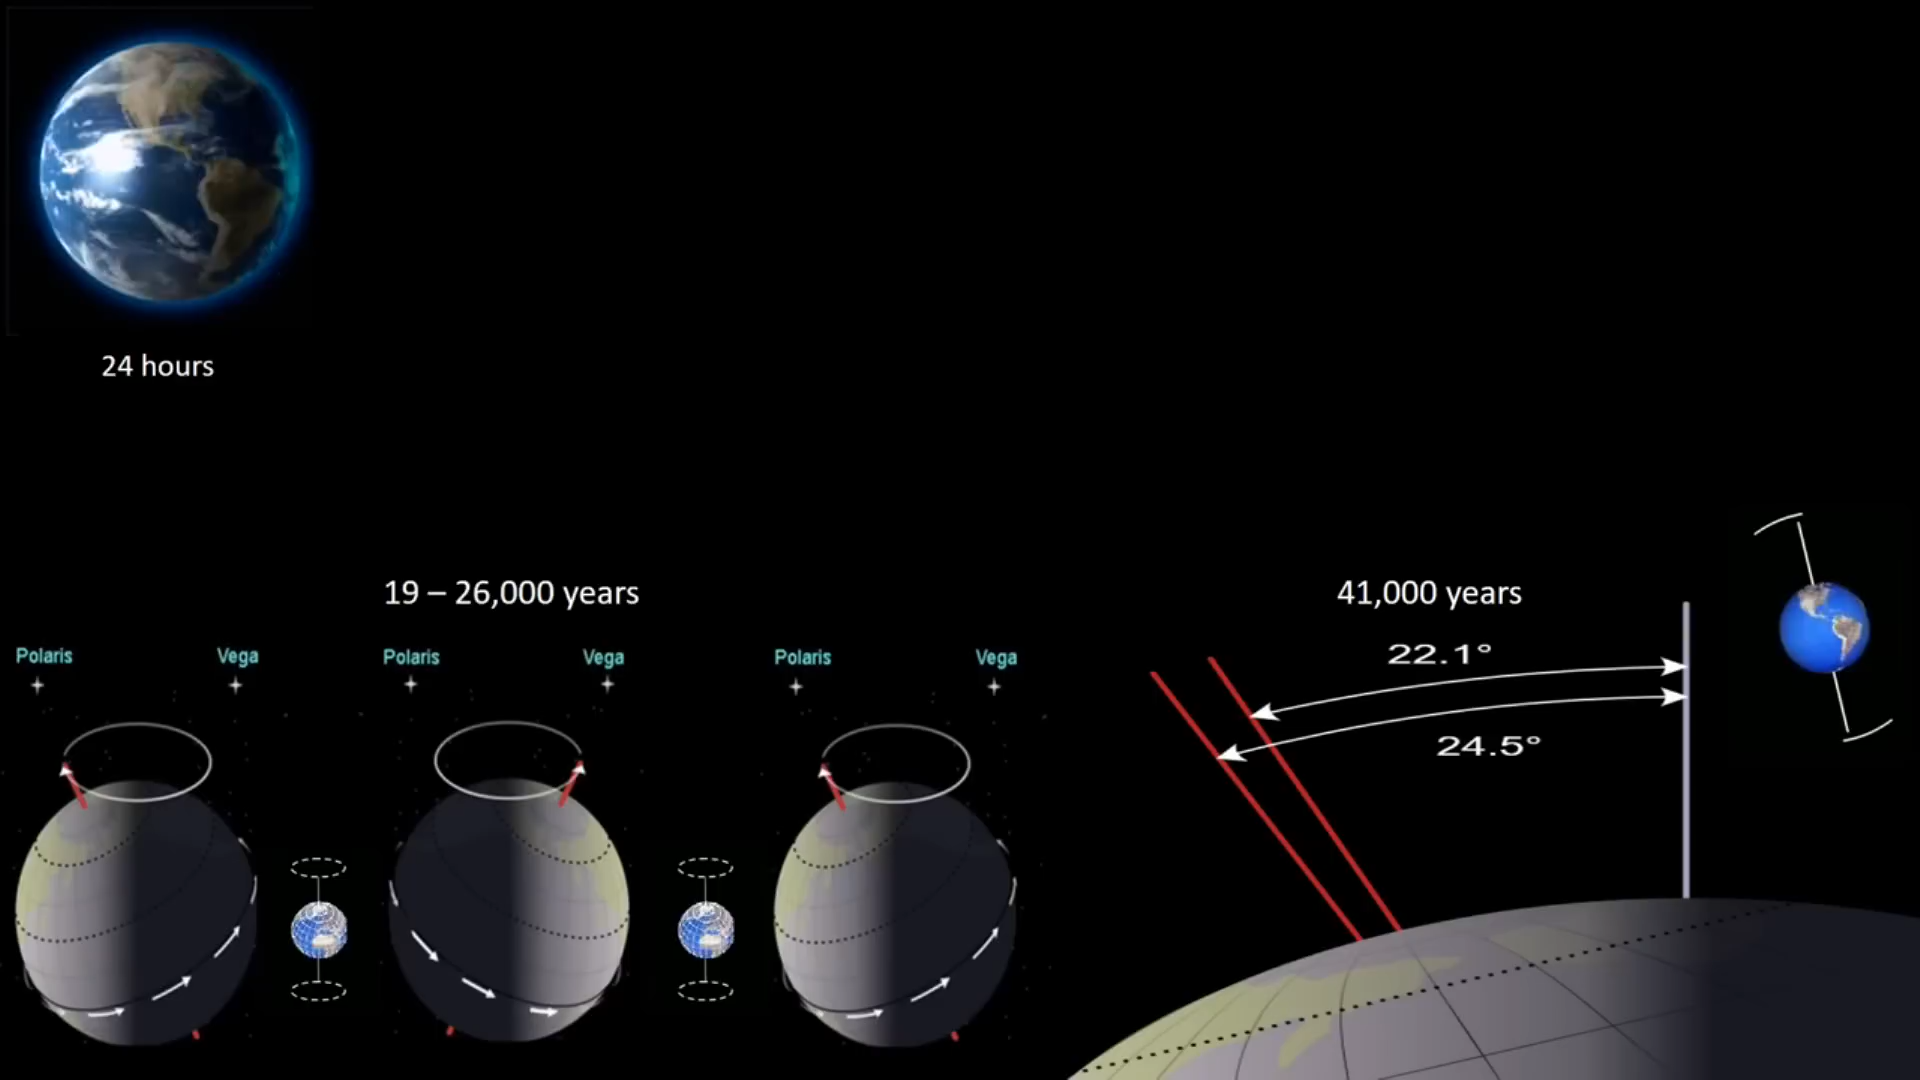 24 hours
19 – 26,000 years
41,000 years
Polaris
Vega
Polaris
Vega
Polaris
Vega
22.1°
24.5°